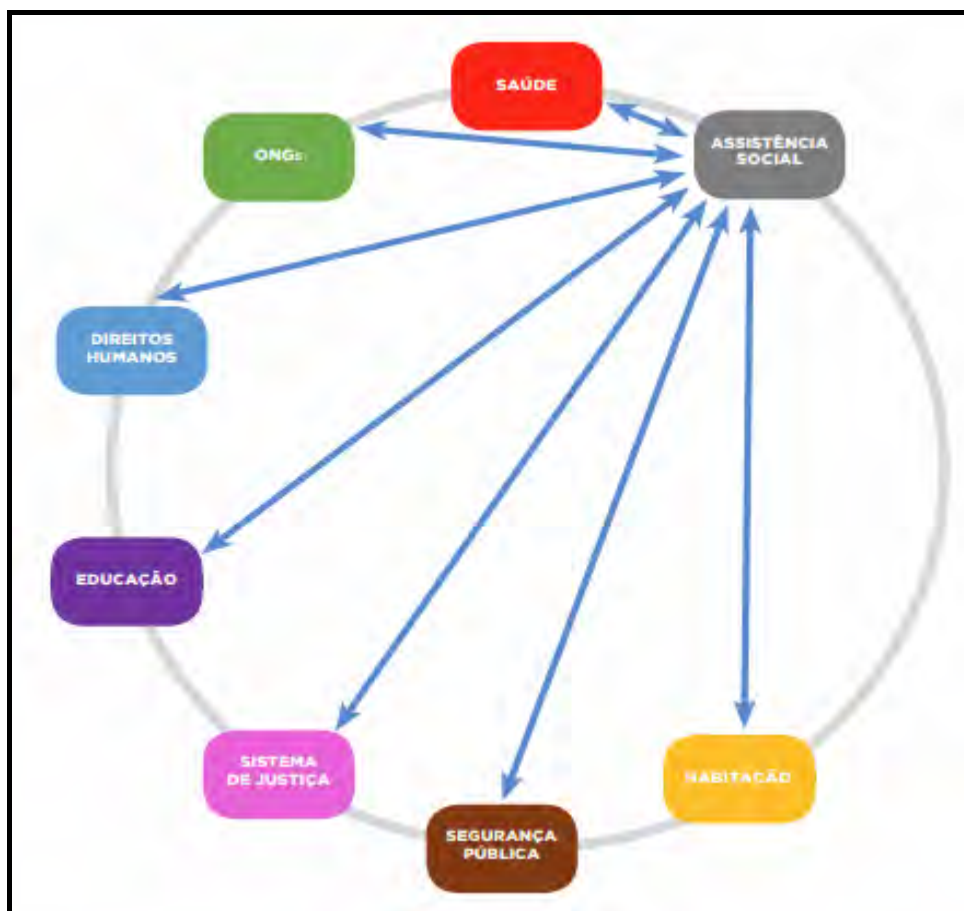 SAÚDE
ONGs
ASSISTÊNCIA
SOCIAL
DIREITOS
HUMANOS
EDUCAÇÃO
SISTEMA
DE JUSTIÇA
HABITAÇÃO
SEGURANÇA
PÚBLICA